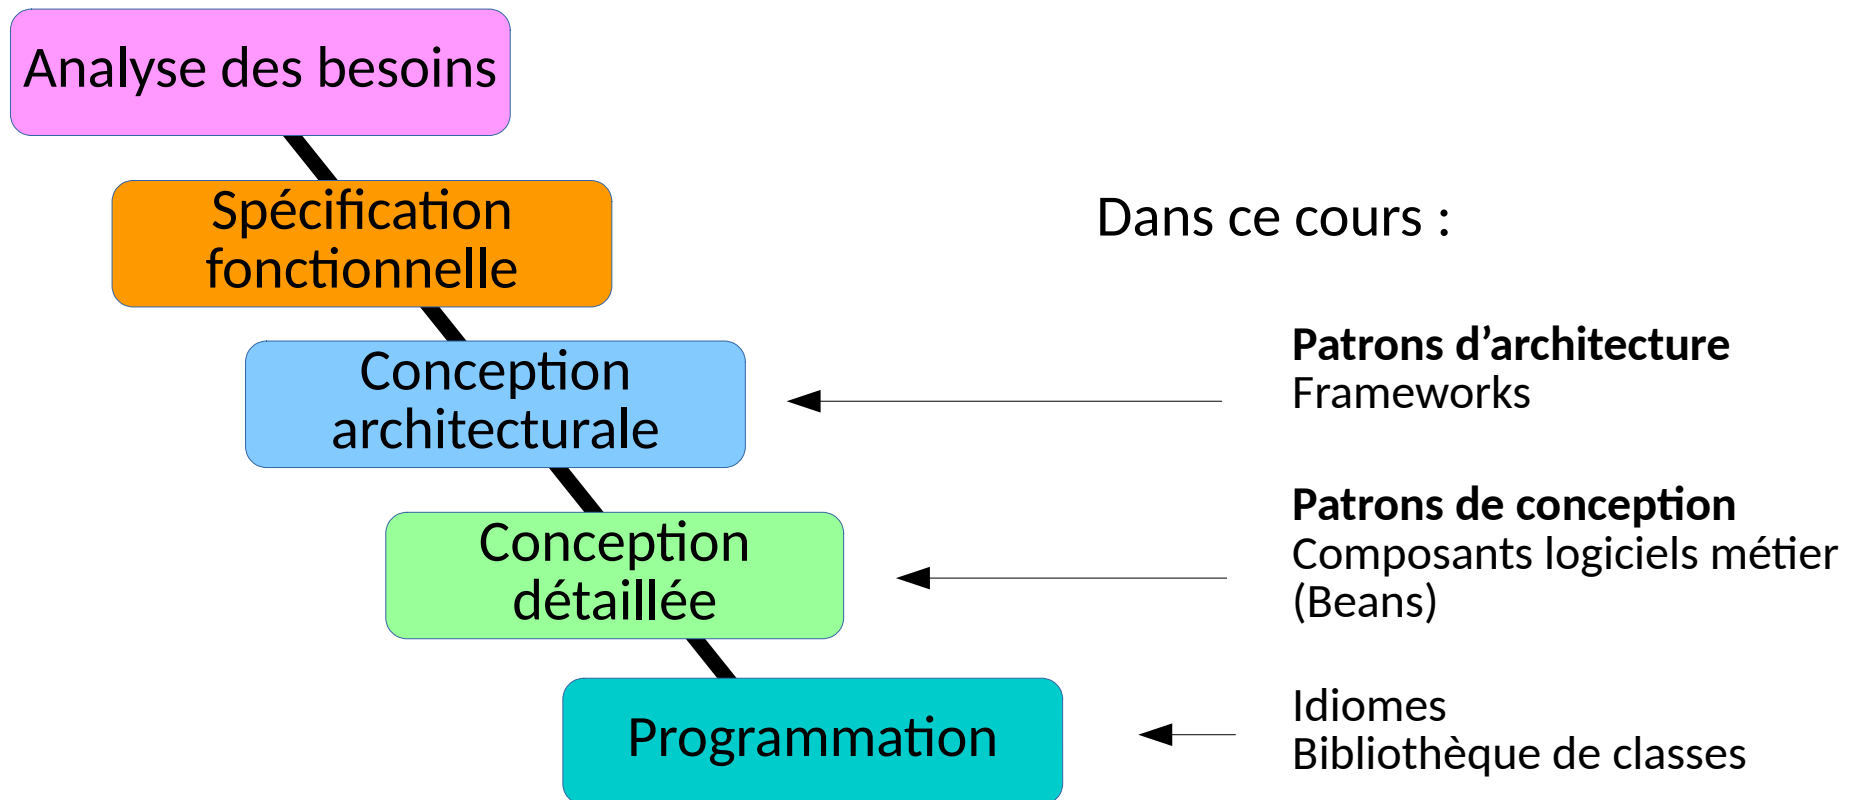 Analyse des besoins
Spécification
fonctionnelle
Dans ce cours :
Conception
architecturale
Patrons d’architecture
Frameworks
Conception
détaillée
Patrons de conception
Composants logiciels métier
(Beans)
Programmation
Idiomes
Bibliothèque de classes